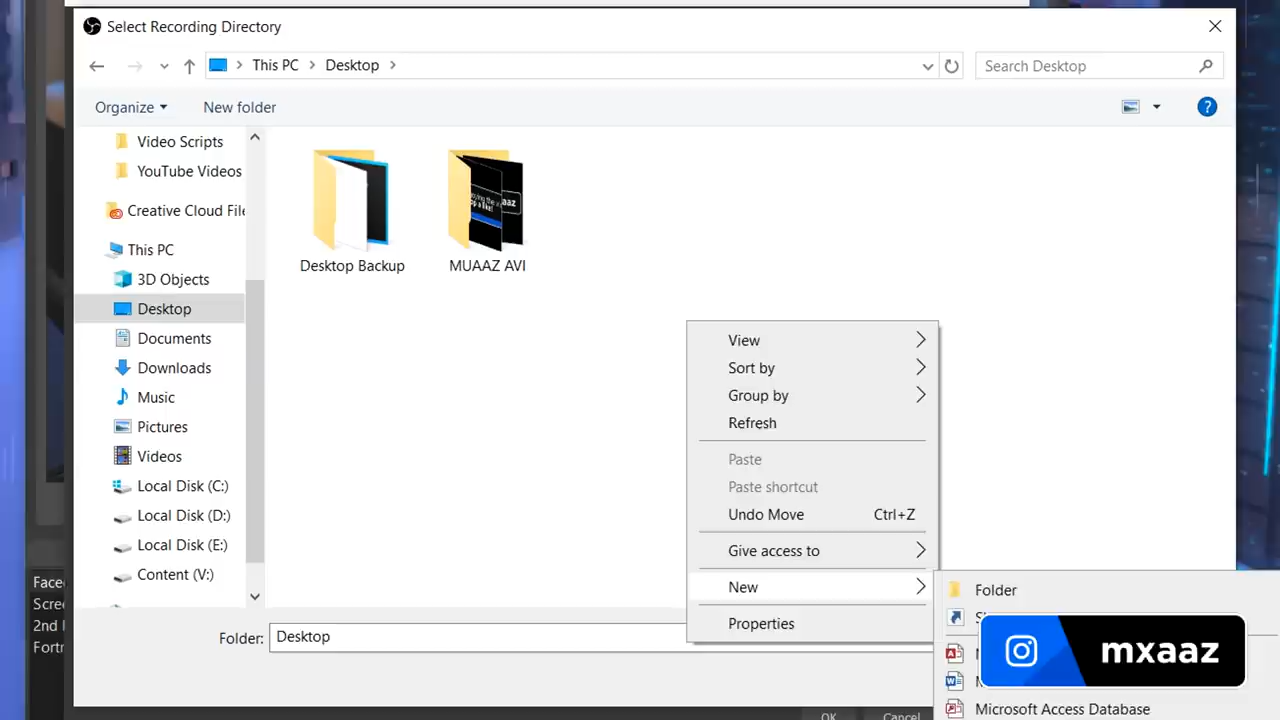 Select Recording Directory
This PC
Desktop
Search Desktop
Organize
New folder
Video Scripts
YouTube Videos
Creative Cloud File
This PC
3D Objects
Desktop
Documents
Downloads
Music
Pictures
Videos
Local Disk (C:)
Local Disk (D:)
Local Disk (E:)
Content (V:)
Desktop Backup
MUAAZ AVI
View
Sort by
Group by
Refresh
Paste
Paste shortcut
Undo Move Ctrl+Z
Give access to
New
Properties
Folder
Microsoft Access Database
mxaaz
Folder:
Desktop
OK
Cancel
2nd